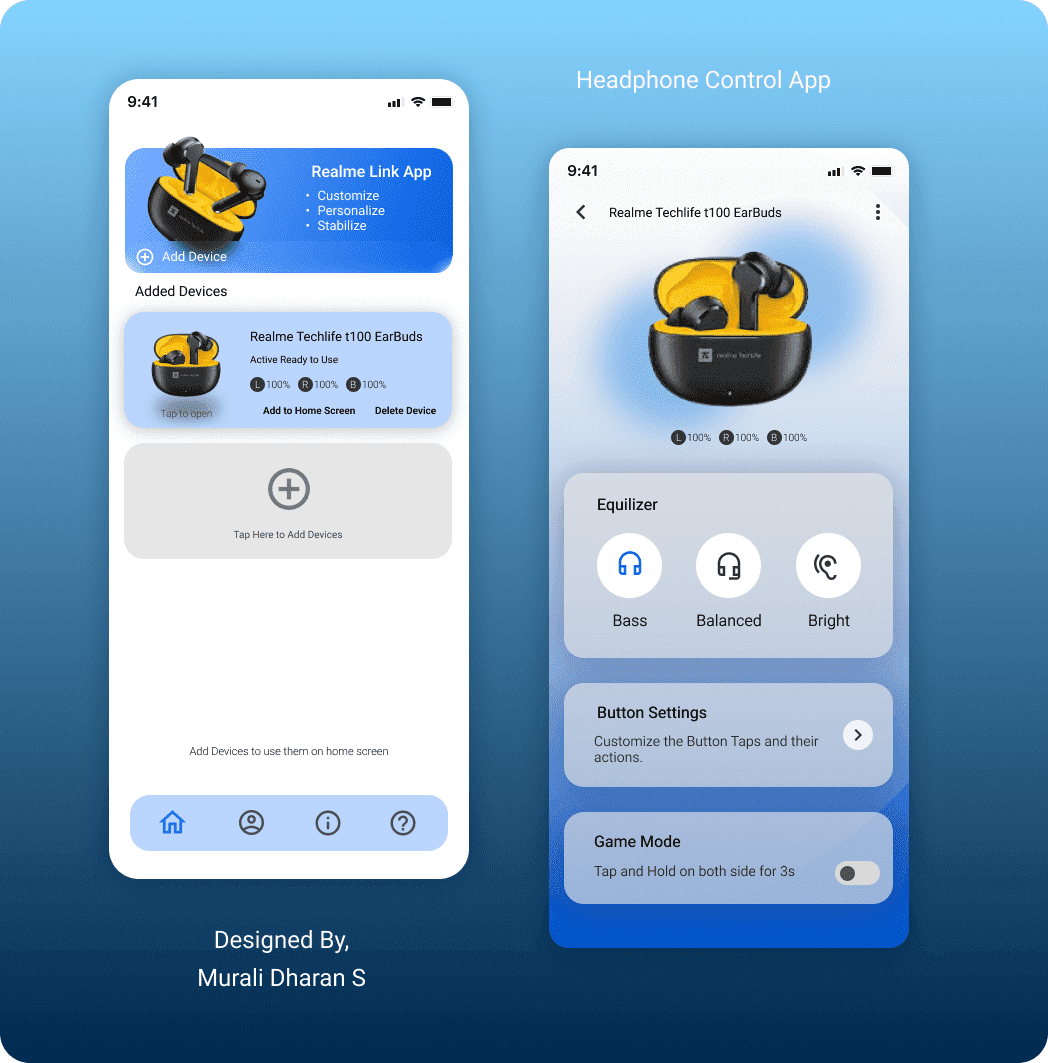 Headphone Control App
9:41
Realme Link App
• Customize
• Personalize
• Stabilize
Add Device
Added Devices
Realme Techlife t100 EarBuds
Active Ready to Use
L 100% R 100% B 100%
Tap to open
Add to Home Screen Delete Device
Tap Here to Add Devices
Add Devices to use them on home screen
Designed By,
Murali Dharan S
9:41
Realme Techlife t100 EarBuds
realme TechLife
L 100% R 100% B 100%
Equilizer
Bass Balanced Bright
Button Settings
Customize the Button Taps and their
actions.
Game Mode
Tap and Hold on both side for 3s